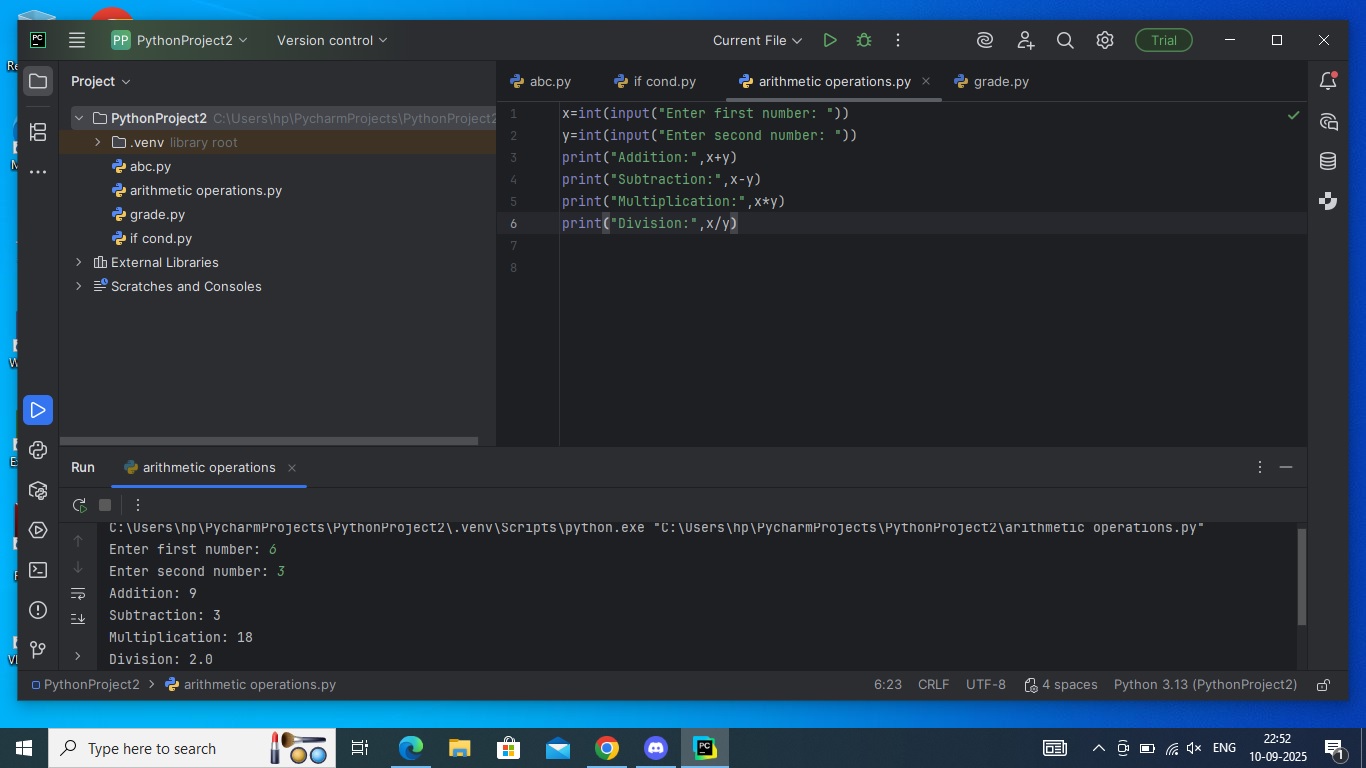 PC
PP PythonProject2
Version control
Current File
Trial
Project
PythonProject2 C:\Users\hp\PycharmProjects\PythonProject2
.venv library root
abc.py
arithmetic operations.py
grade.py
if cond.py
External Libraries
Scratches and Consoles
abc.py
if cond.py
arithmetic operations.py
grade.py
1 x=int(input("Enter first number: "))
2 y=int(input("Enter second number: "))
3 print("Addition:",x+y)
4 print("Subtraction:",x-y)
5 print("Multiplication:",x*y)
6 print("Division:",x/y)
7
8
Run
arithmetic operations
C:\Users\hp\PycharmProjects\PythonProject2\.venv\Scripts\python.exe "C:\Users\hp\PycharmProjects\PythonProject2\arithmetic operations.py"
Enter first number: 6
Enter second number: 3
Addition: 9
Subtraction: 3
Multiplication: 18
Division: 2.0
PythonProject2
arithmetic operations.py
6:23
CRLF
UTF-8
4 spaces
Python 3.13 (PythonProject2)
Type here to search
PC
ENG
22:52
10-09-2025
1